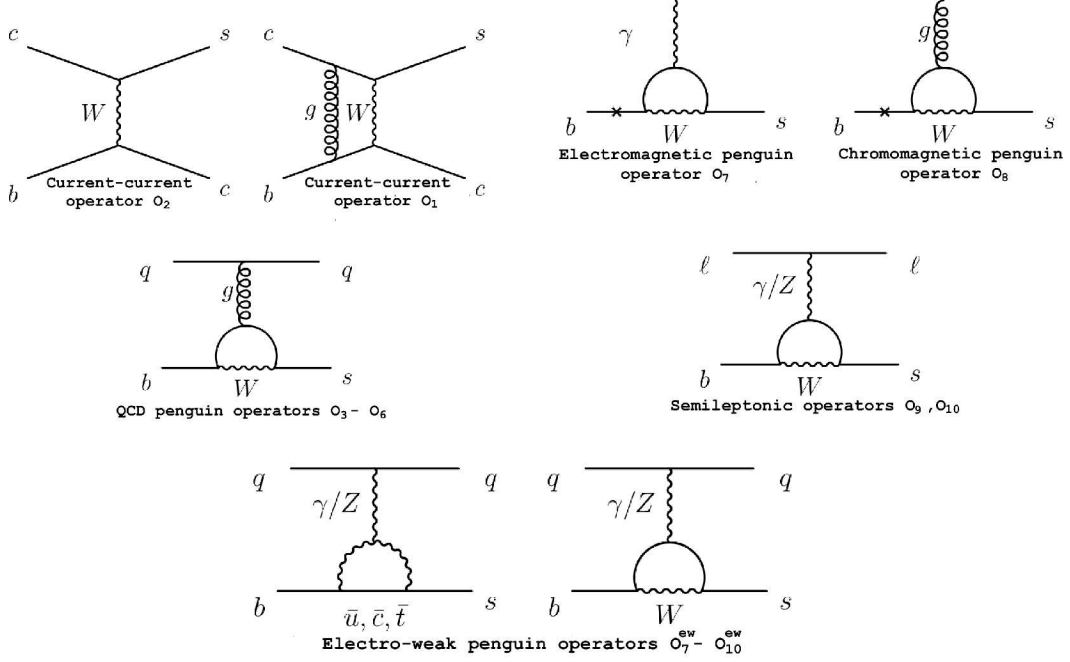 c s c s
W
g W
b c b c
Current-current
operator O₂
Current-current
operator O₁
γ
b s
W
Electromagnetic penguin
operator O₇
g
b s
W
Chromomagnetic penguin
operator O₈
q q
g
b s
W
QCD penguin operators O₃- O₆
ℓ ℓ
γ/Z
b s
W
Semileptonic operators O₉ ,O₁₀
q q
γ/Z
b s
ū, c̄, t̄
q q
γ/Z
b s
W
Electro-weak penguin operators O₇ᵉʷ- O₁₀ᵉʷ